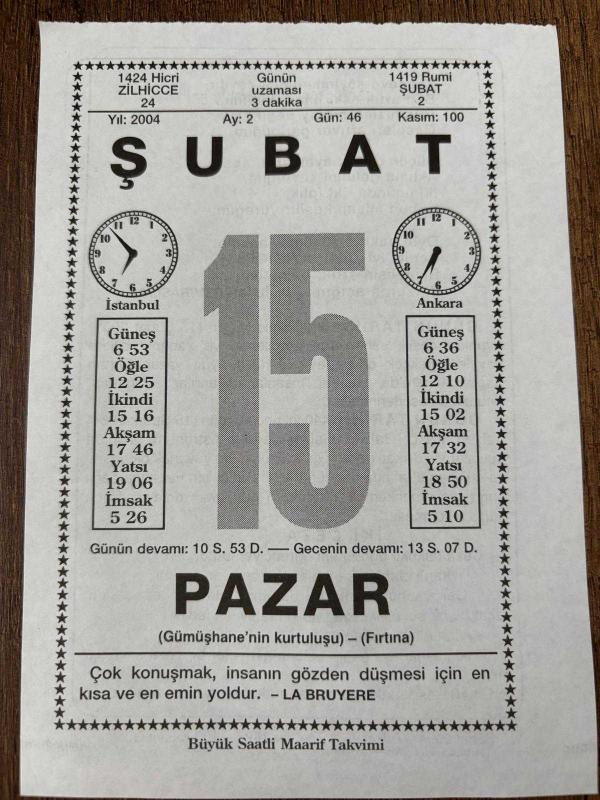 1424 Hicri
ZİLHİCCE
24
Günün
uzaması
3 dakika
1419 Rumi
ŞUBAT
2
Yıl: 2004 Ay: 2 Gün: 46 Kasım: 100
ŞUBAT
İstanbul
Güneş
6 53
Öğle
12 25
İkindi
15 16
Akşam
17 46
Yatsı
19 06
İmsak
5 26
15
Ankara
Güneş
6 36
Öğle
12 10
İkindi
15 02
Akşam
17 32
Yatsı
18 50
İmsak
5 10
Günün devamı: 10 S. 53 D. — Gecenin devamı: 13 S. 07 D.
PAZAR
(Gümüşhane'nin kurtuluşu) – (Fırtına)
Çok konuşmak, insanın gözden düşmesi için en
kısa ve en emin yoldur. – LA BRUYERE
Büyük Saatli Maarif Takvimi